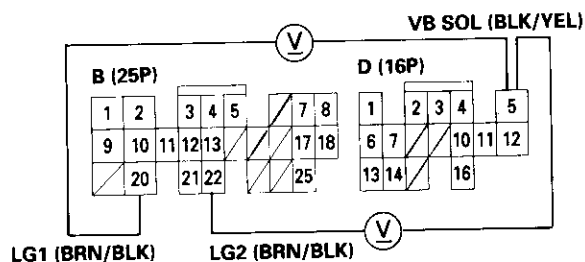 V
VB SOL (BLK/YEL)
B (25P)
D (16P)
1 2 3 4 5 7 8
9 10 11 12 13 17 18
20 21 22 25
1 2 3 4 5
6 7 10 11 12
13 14 16
V
LG1 (BRN/BLK)
LG2 (BRN/BLK)